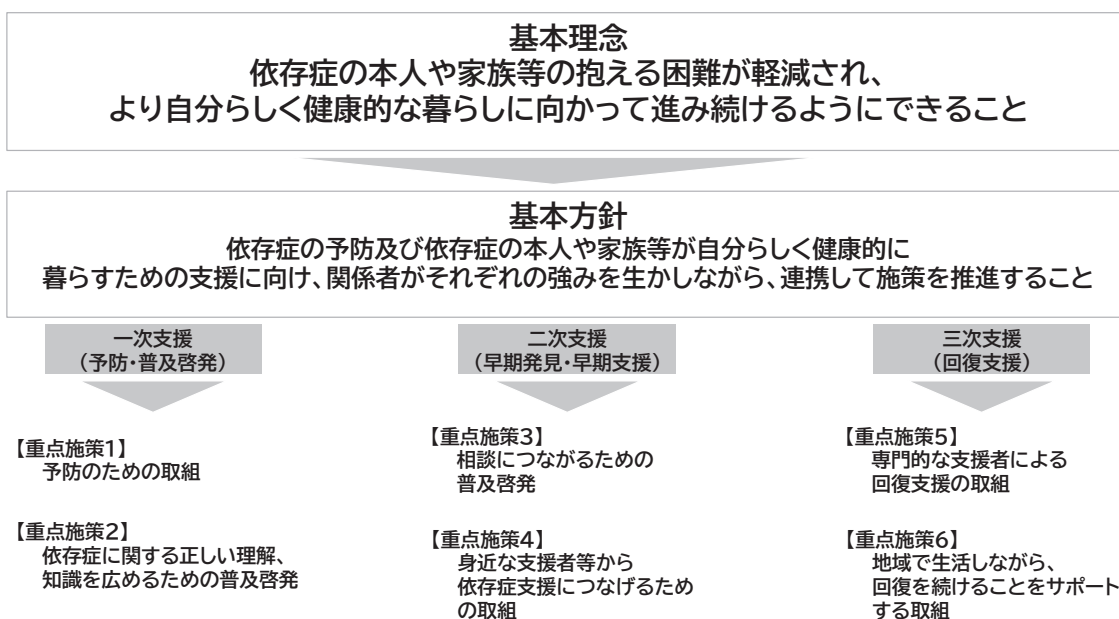 基本理念
依存症の本人や家族等の抱える困難が軽減され、
より自分らしく健康的な暮らしに向かって進み続けるようにできること
基本方針
依存症の予防及び依存症の本人や家族等が自分らしく健康的に
暮らすための支援に向け、関係者がそれぞれの強みを生かしながら、連携して施策を推進すること
一次支援
（予防・普及啓発）
【重点施策1】
予防のための取組
【重点施策2】
依存症に関する正しい理解、
知識を広めるための普及啓発
二次支援
（早期発見・早期支援）
【重点施策3】
相談につながるための
普及啓発
【重点施策4】
身近な支援者等から
依存症支援につなげるため
の取組
三次支援
（回復支援）
【重点施策5】
専門的な支援者による
回復支援の取組
【重点施策6】
地域で生活しながら、
回復を続けることをサポート
する取組